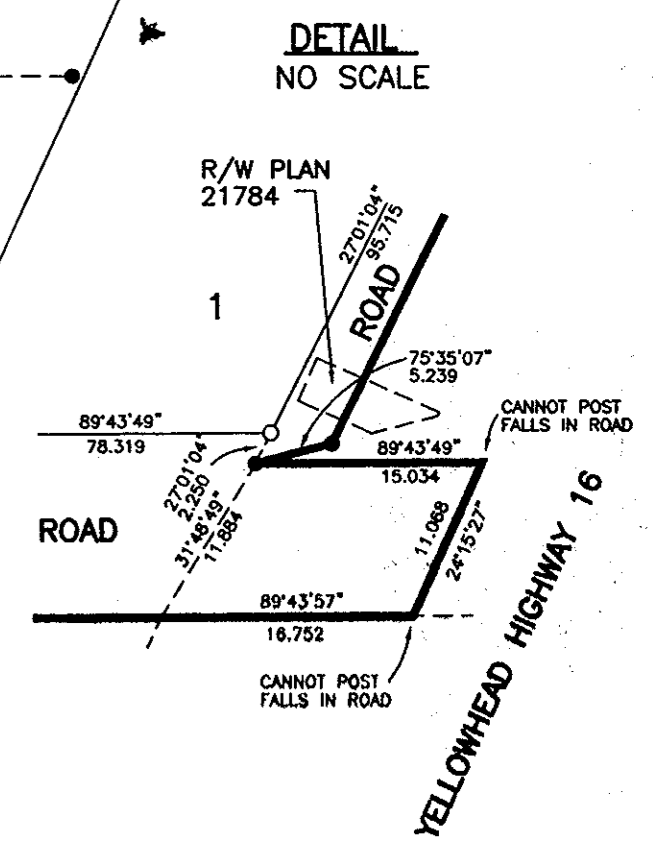 DETAIL
NO SCALE
R/W PLAN
21784
27°01'04"
95.715
ROAD
1
75°35'07"
5.239
CANNOT POST
FALLS IN ROAD
89°43'49"
78.319
89°43'49"
15.034
27°01'04"
2.250
31°48'49"
11.884
ROAD
11.068
24°15'27"
YELLOWHEAD HIGHWAY 16
89°43'57"
16.752
CANNOT POST
FALLS IN ROAD